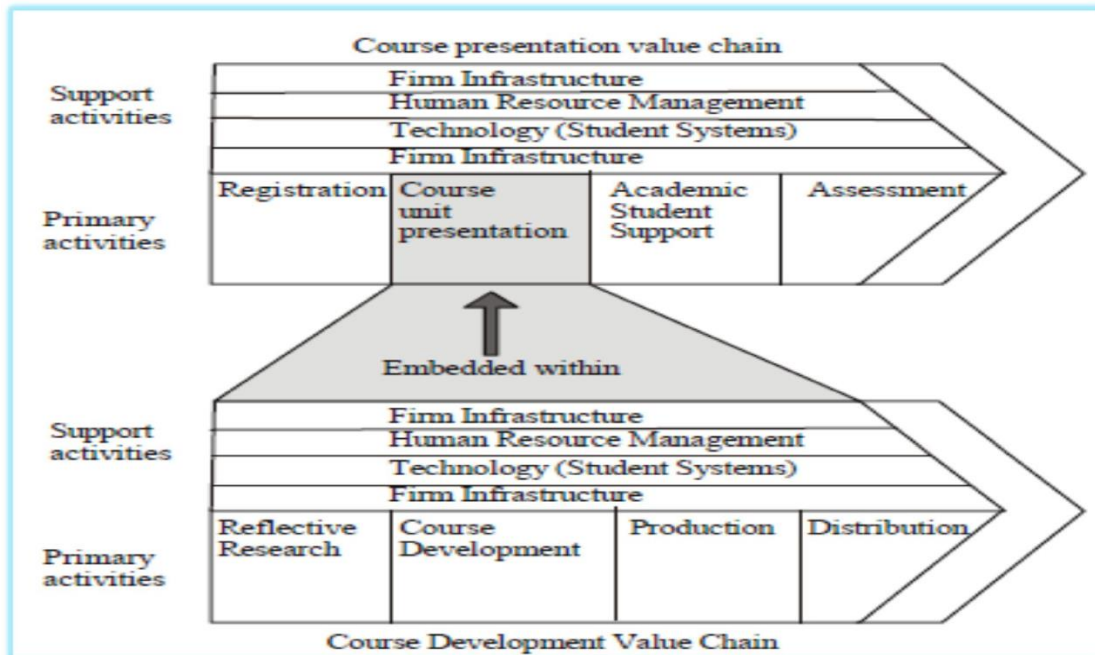 Course presentation value chain
Support
activities
Firm Infrastructure
Human Resource Management
Technology (Student Systems)
Firm Infrastructure
Primary
activities
Registration
Course
unit
presentation
Academic
Student
Support
Assessment
Embedded within
Support
activities
Firm Infrastructure
Human Resource Management
Technology (Student Systems)
Firm Infrastructure
Primary
activities
Reflective
Research
Course
Development
Production
Distribution
Course Development Value Chain